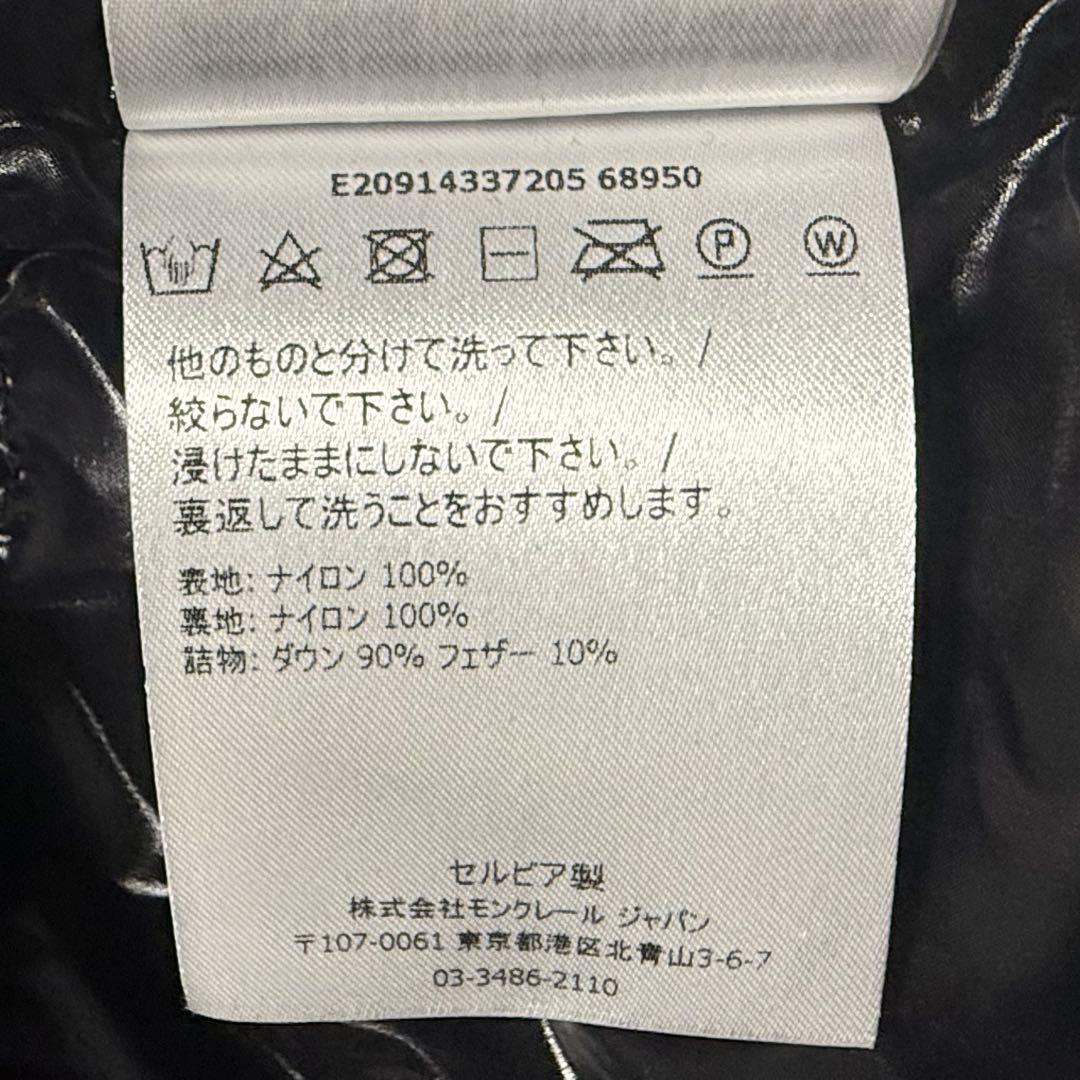 E20914337205 68950
P W
他のものと分けて洗って下さい。/
絞らないで下さい。/
浸けたままにしないで下さい。/
裏返して洗うことをおすすめします。
表地: ナイロン 100%
裏地: ナイロン 100%
詰物: ダウン 90% フェザー 10%
セルビア製
株式会社モンクレール ジャパン
〒107-0061 東京都港区北青山3-6-7
03-3486-2110